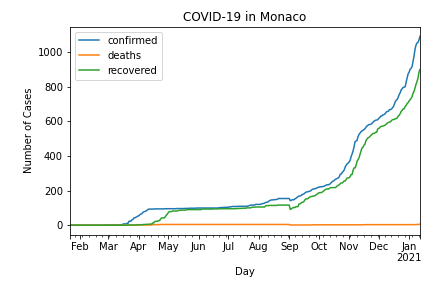 COVID-19 in Monaco
confirmed
deaths
recovered
Number of Cases
1000
800
600
400
200
0
Feb Mar Apr May Jun Jul Aug Sep Oct Nov Dec Jan
2021
Day